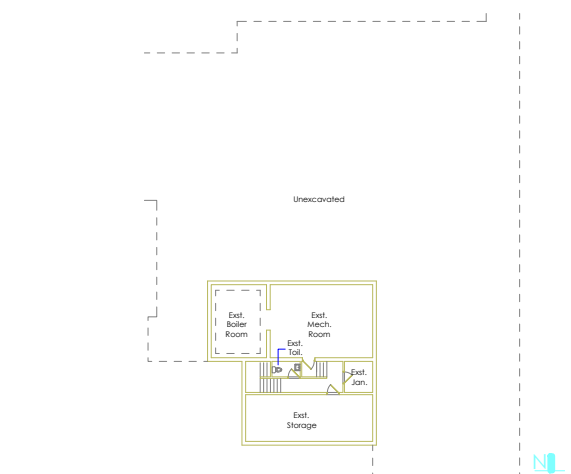 Unexcavated
Exst.
Boiler
Room
Exst.
Mech.
Room
Exst.
Toil.
Exst.
Jan.
Exst.
Storage
N